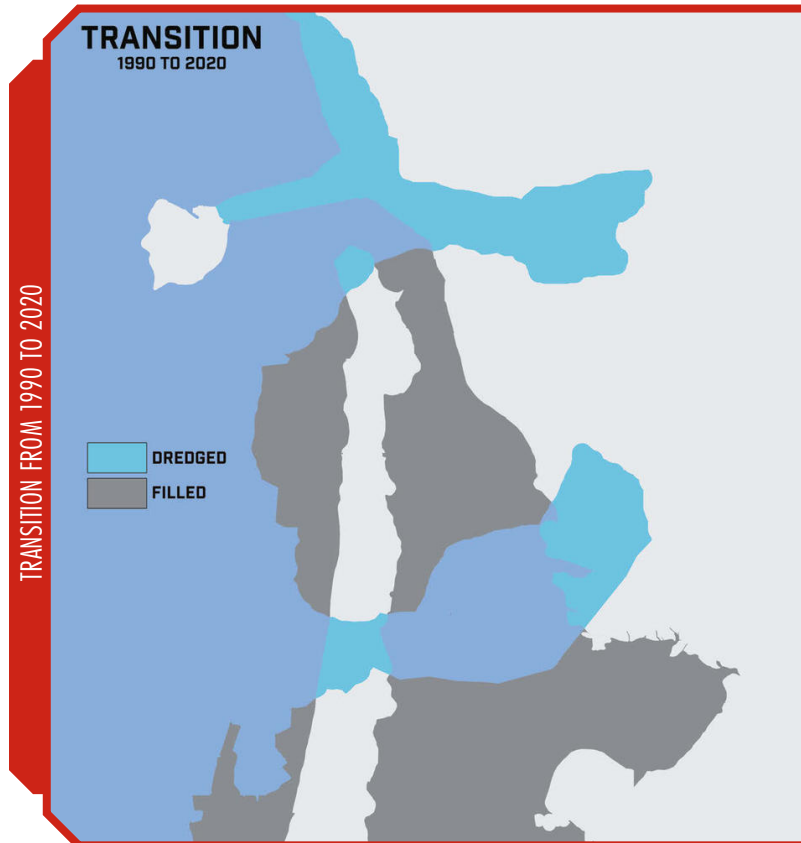 TRANSITION
1990 TO 2020
TRANSITION FROM 1990 TO 2020
DREDGED
FILLED